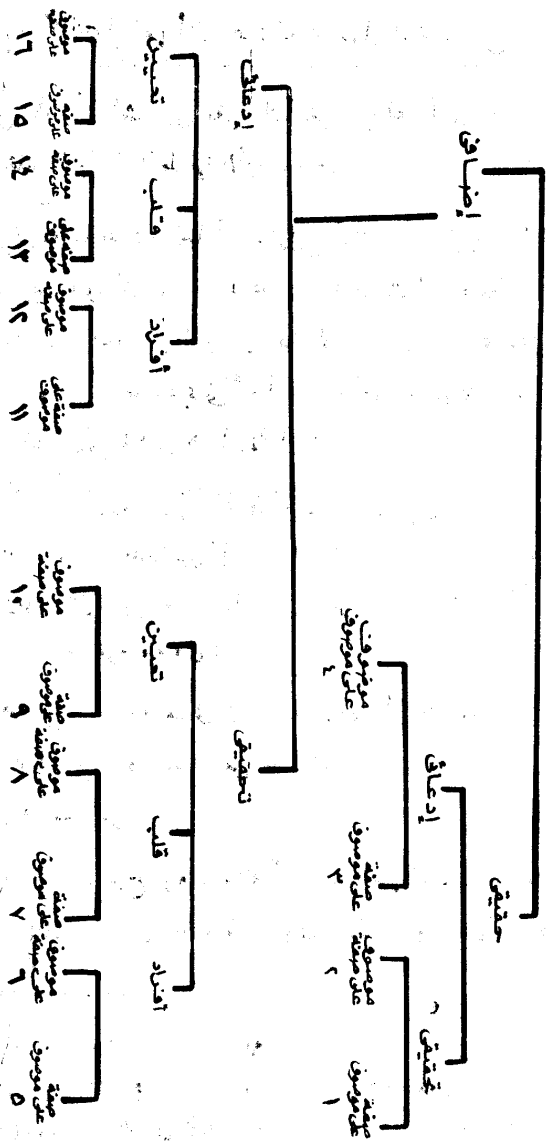 حقيقي إضافي
تحقيقي إدعائي
صفة موصوف صفة موصوف
على موصوف على صفة على موصوف على موصوف
١ ٢ ٣ ٤
تحقيقي إدعائي
أفراد قلب تعيين أفراد قلب تعيين
صفة موصوف صفة موصوف صفة موصوف صفة على موصوف صفة على موصوف صفة موصوف
على موصوف على صفة على موصوف على صفة على موصوف على صفة موصوف على صفة موصوف على صفة على موصوف على صفة
٥ ٦ ٧ ٨ ٩ ١٠ ١١ ١٢ ١٣ ١٤ ١٥ ١٦